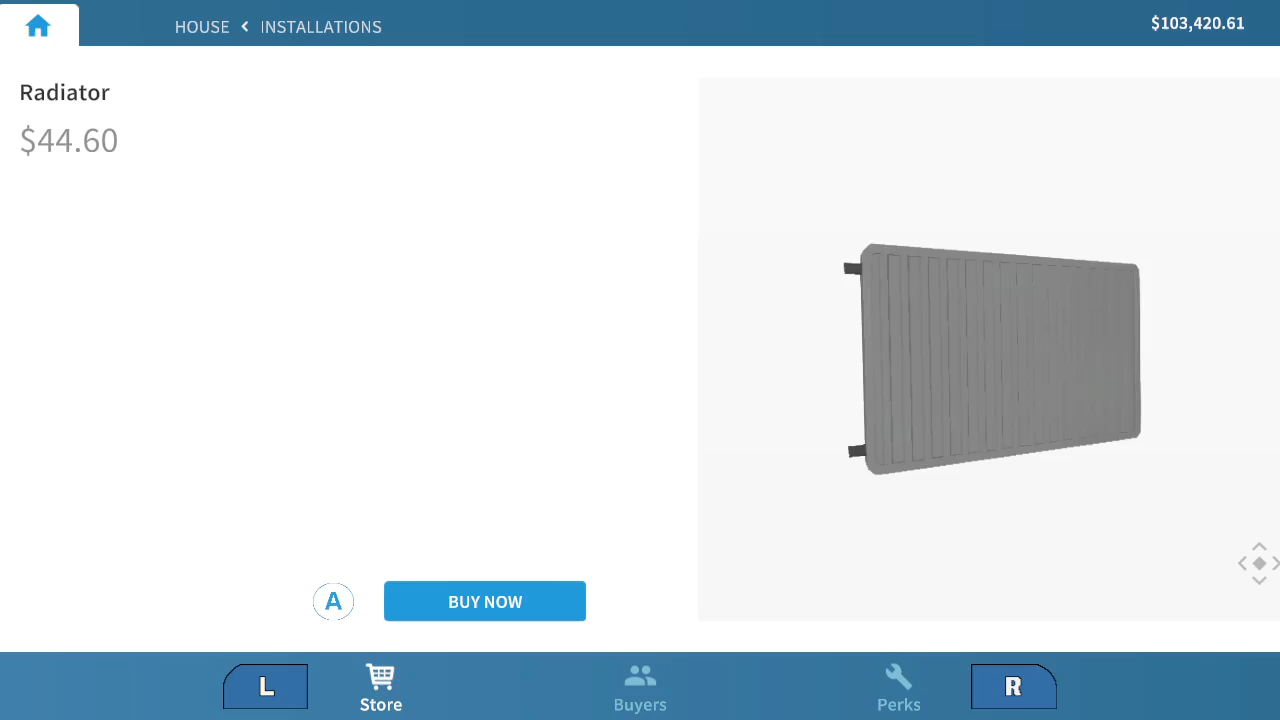 HOUSE
INSTALLATIONS
$103,420.61
Radiator
$44.60
A
BUY NOW
L
Store
Buyers
Perks
R